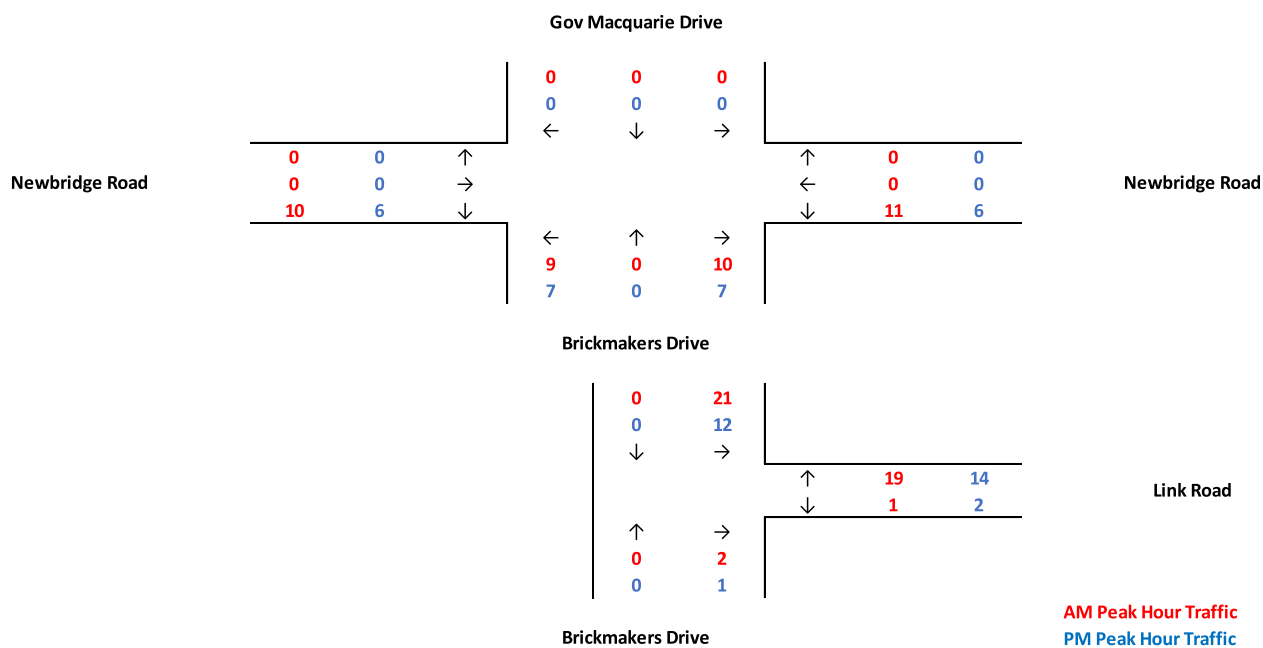 Gov Macquarie Drive
0 0 0
0 0 0
← ↓ →
0 0 ↑ ↑ 0 0
Newbridge Road 0 0 → ← 0 0 Newbridge Road
10 6 ↓ ↓ 11 6
← ↑ →
9 0 10
7 0 7
Brickmakers Drive
0 21
0 12
↓ →
↑ 19 14
Link Road
↓ 1 2
↑ →
0 2
0 1
AM Peak Hour Traffic
Brickmakers Drive PM Peak Hour Traffic